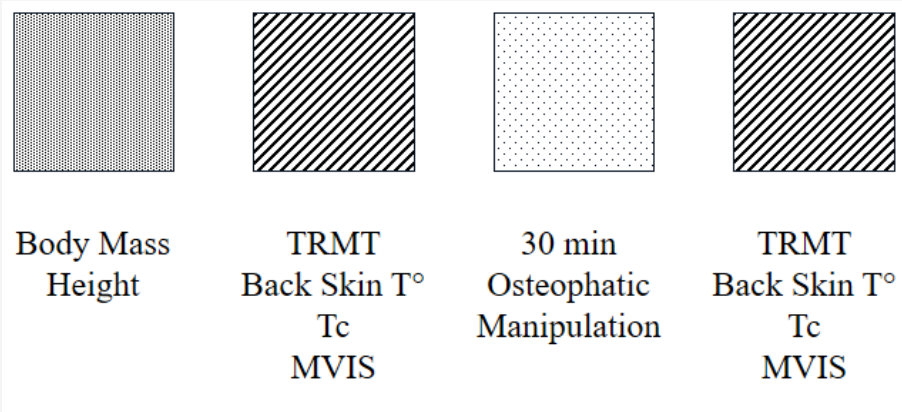 Body Mass
Height
TRMT
Back Skin T°
Tc
MVIS
30 min
Osteophatic
Manipulation
TRMT
Back Skin T°
Tc
MVIS